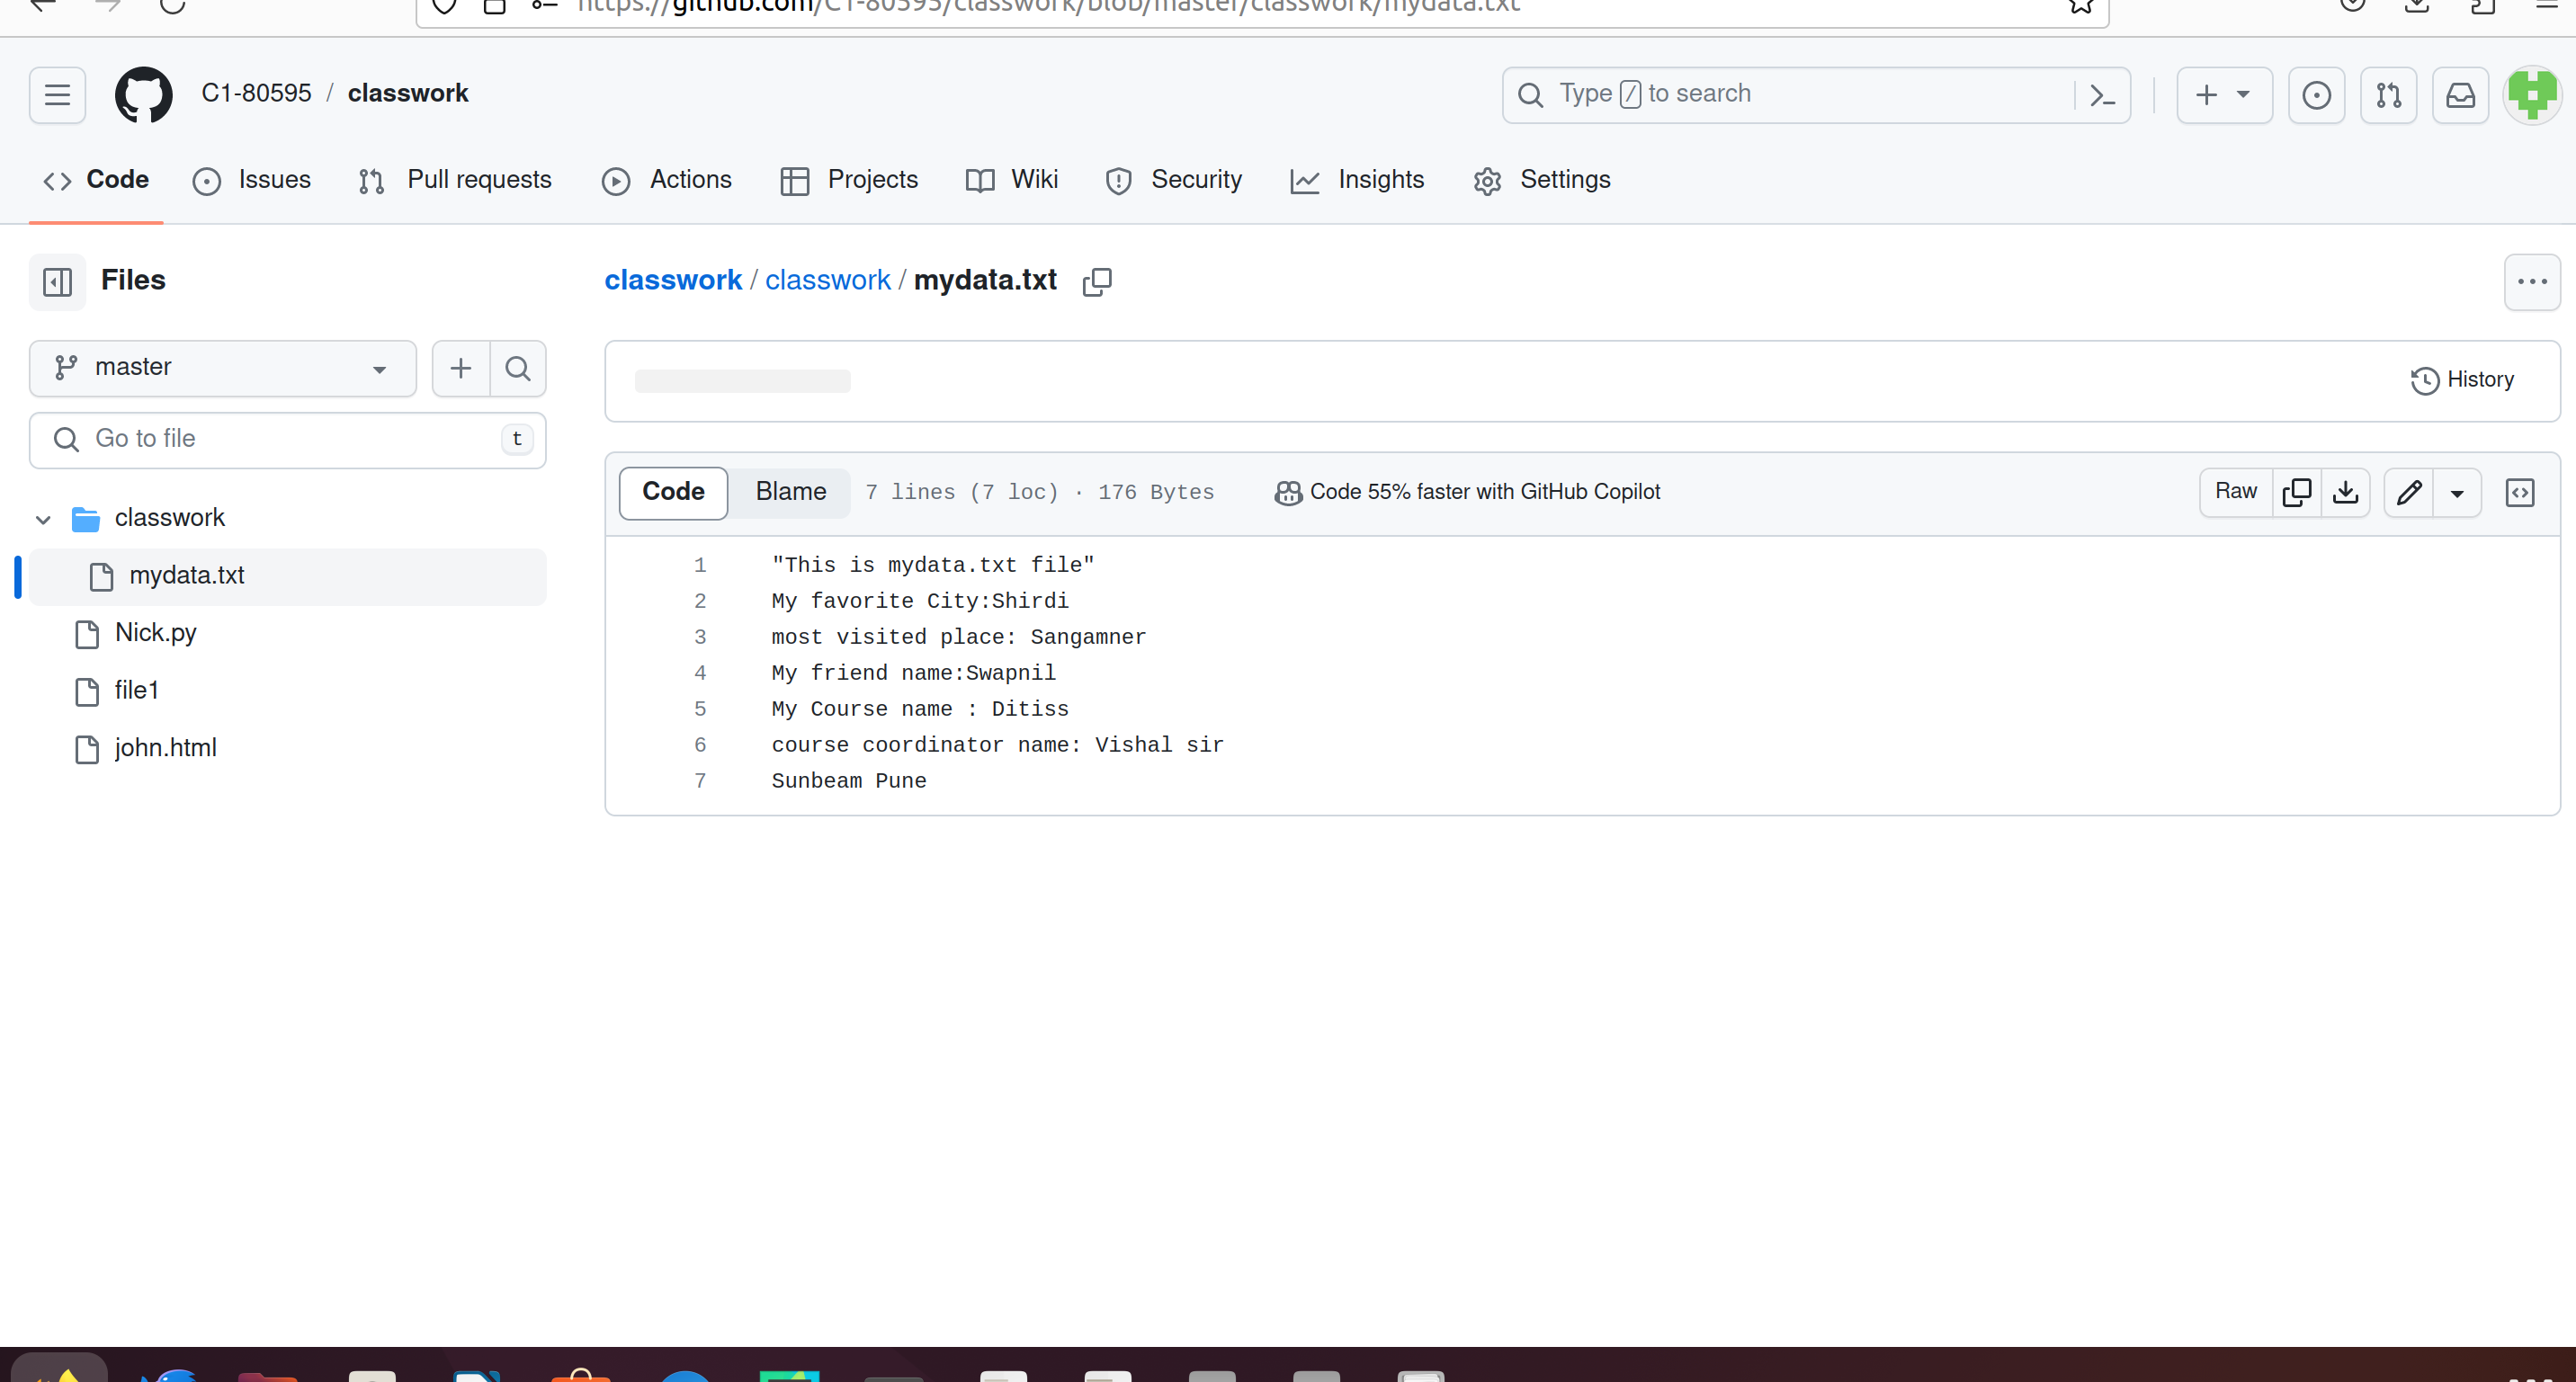 https://github.com/C1-80595/classwork/blob/master/classwork/mydata.txt
C1-80595 / classwork
Type / to search
Code
Issues
Pull requests
Actions
Projects
Wiki
Security
Insights
Settings
Files
classwork / classwork / mydata.txt
master
History
Go to file
t
Code
Blame
7 lines (7 loc) · 176 Bytes
Code 55% faster with GitHub Copilot
Raw
classwork
mydata.txt
Nick.py
file1
john.html
1 "This is mydata.txt file"
2 My favorite City:Shirdi
3 most visited place: Sangamner
4 My friend name:Swapnil
5 My Course name : Ditiss
6 course coordinator name: Vishal sir
7 Sunbeam Pune